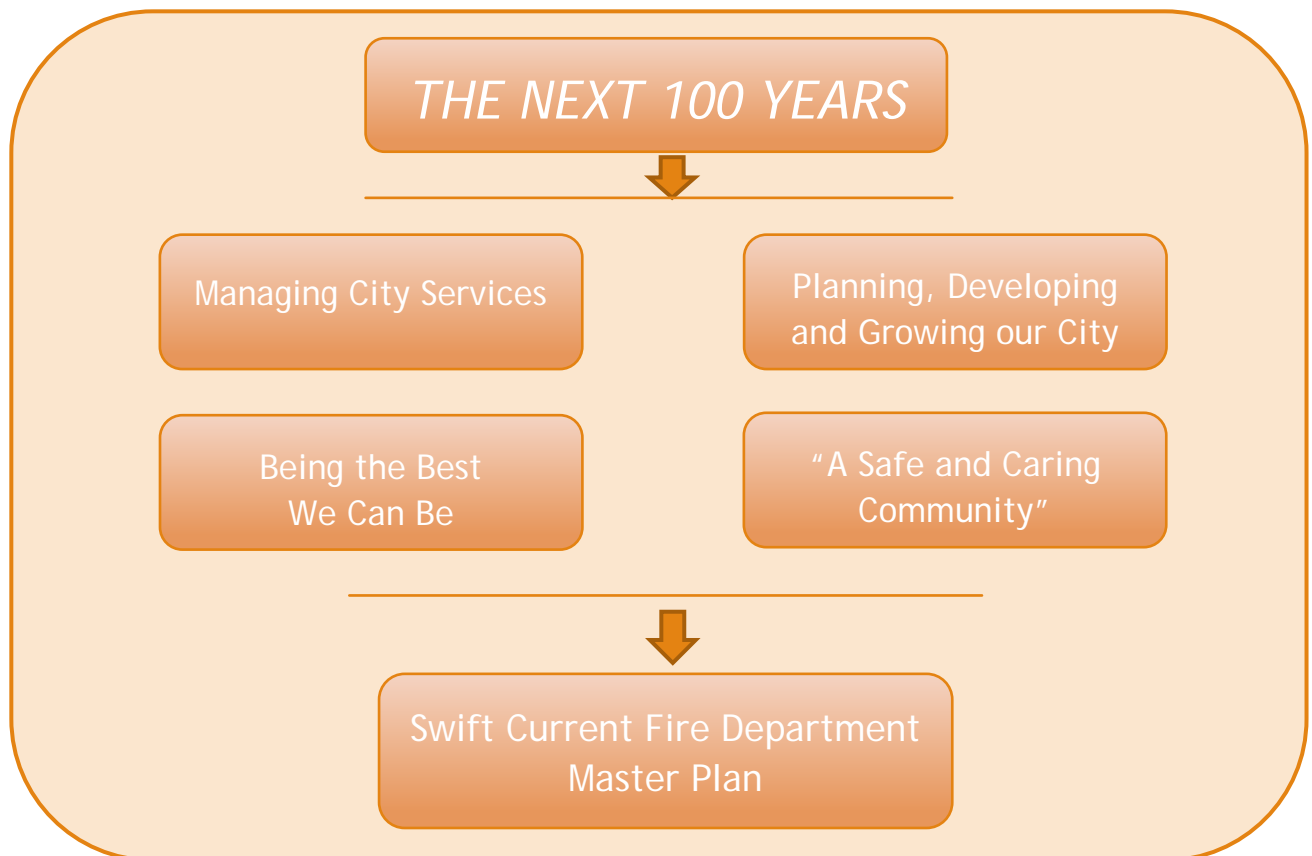 THE NEXT 100 YEARS
Managing City Services
Planning, Developing
and Growing our City
Being the Best
We Can Be
“A Safe and Caring
Community”
Swift Current Fire Department
Master Plan